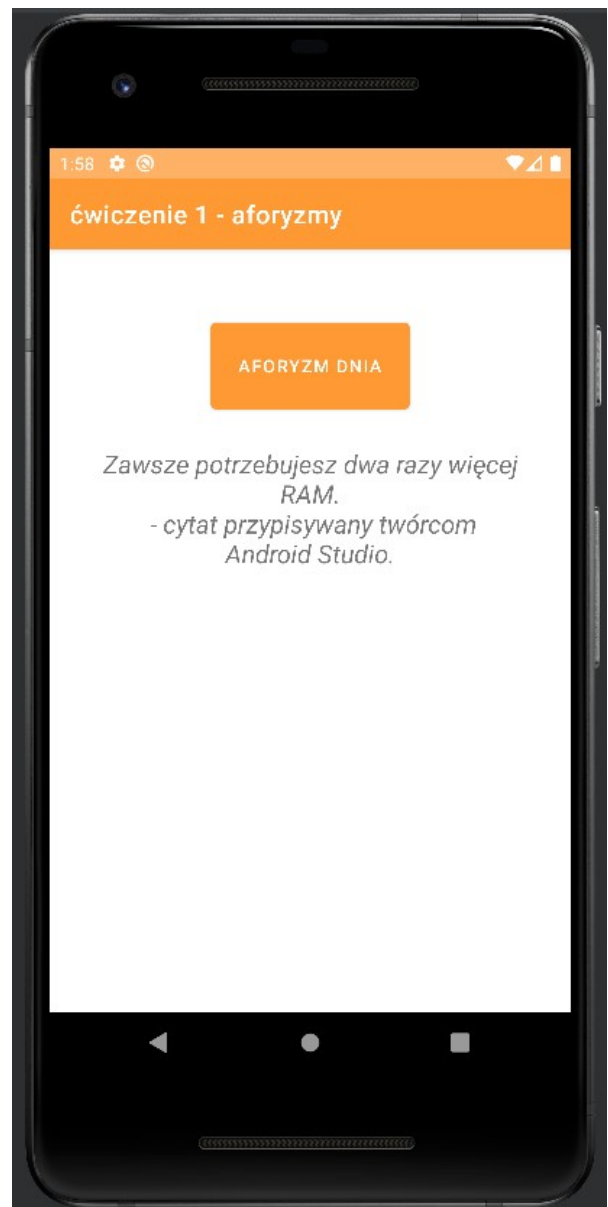 1:58
ćwiczenie 1 - aforyzmy
AFORYZM DNIA
Zawsze potrzebujesz dwa razy więcej
RAM.
- cytat przypisywany twórcom
Android Studio.